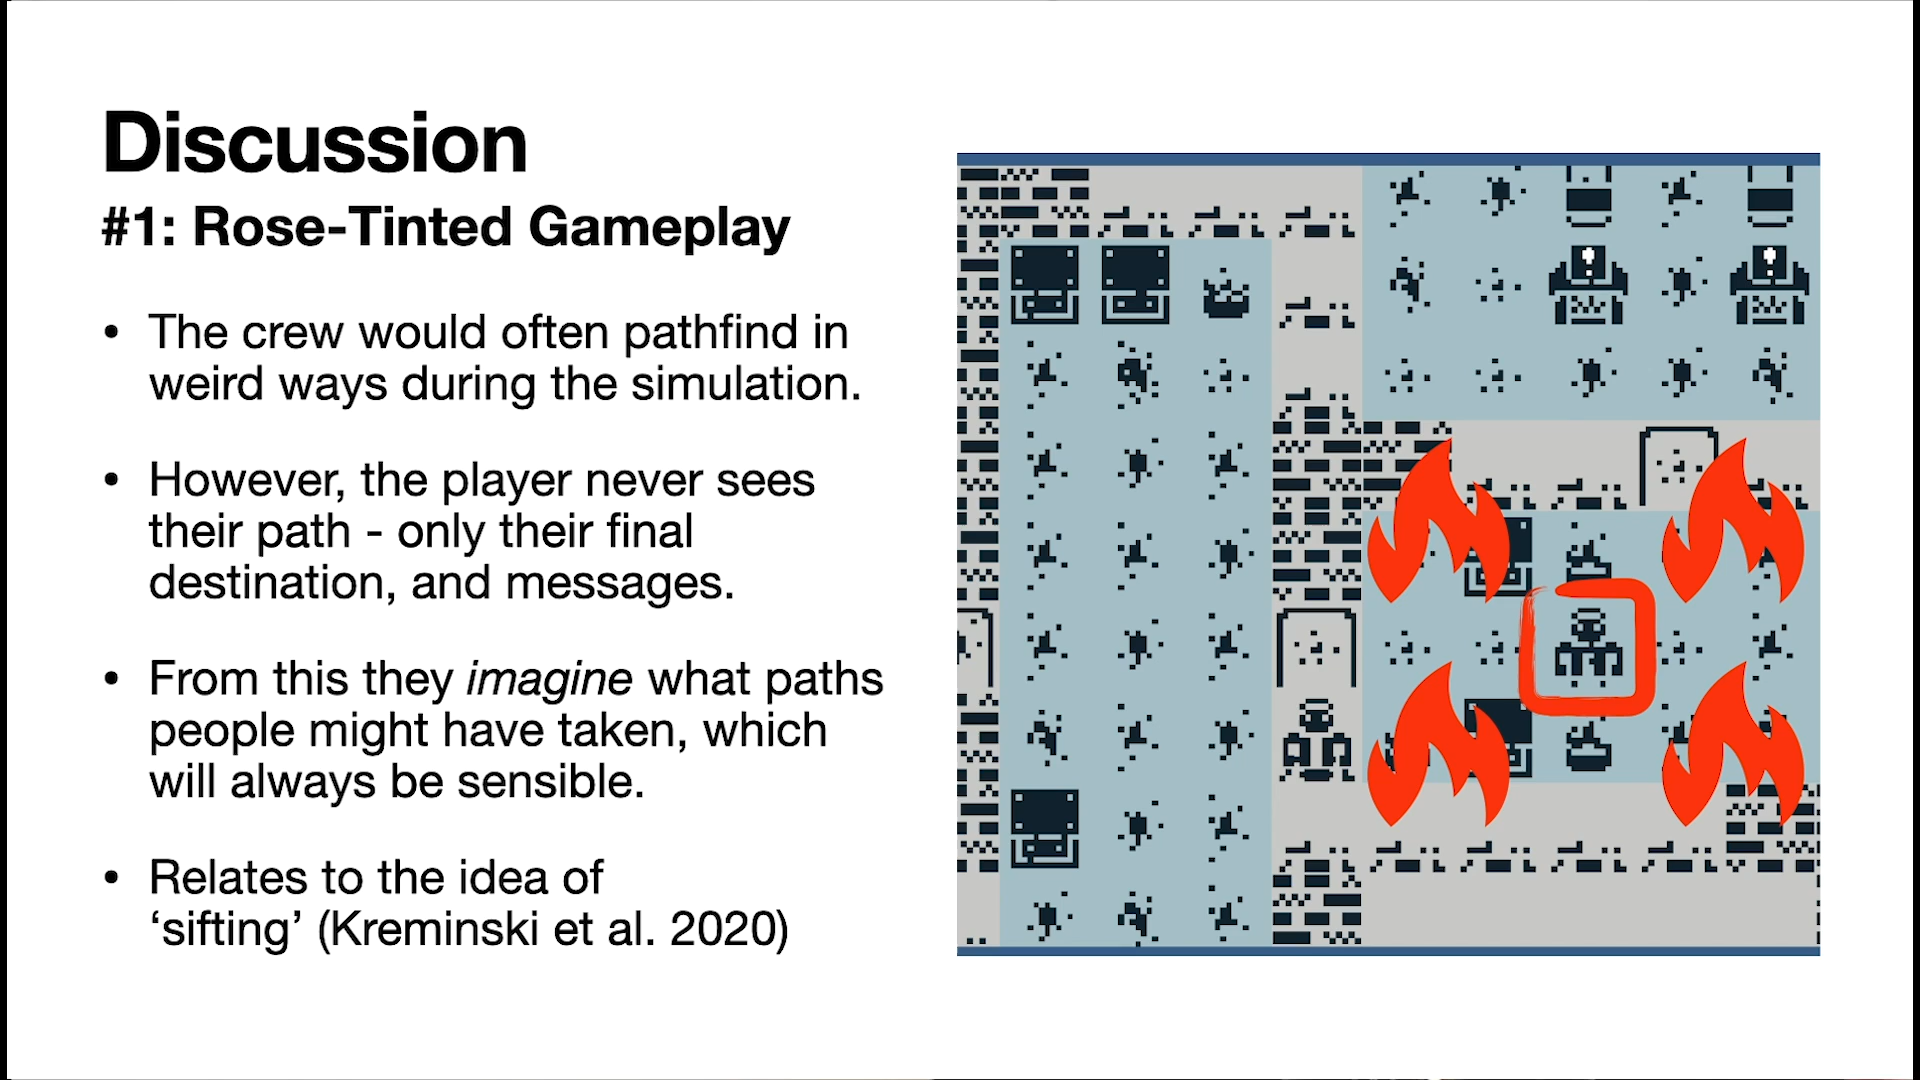 Discussion
#1: Rose-Tinted Gameplay
• The crew would often pathfind in
weird ways during the simulation.
• However, the player never sees
their path - only their final
destination, and messages.
• From this they imagine what paths
people might have taken, which
will always be sensible.
• Relates to the idea of
‘sifting’ (Kreminski et al. 2020)